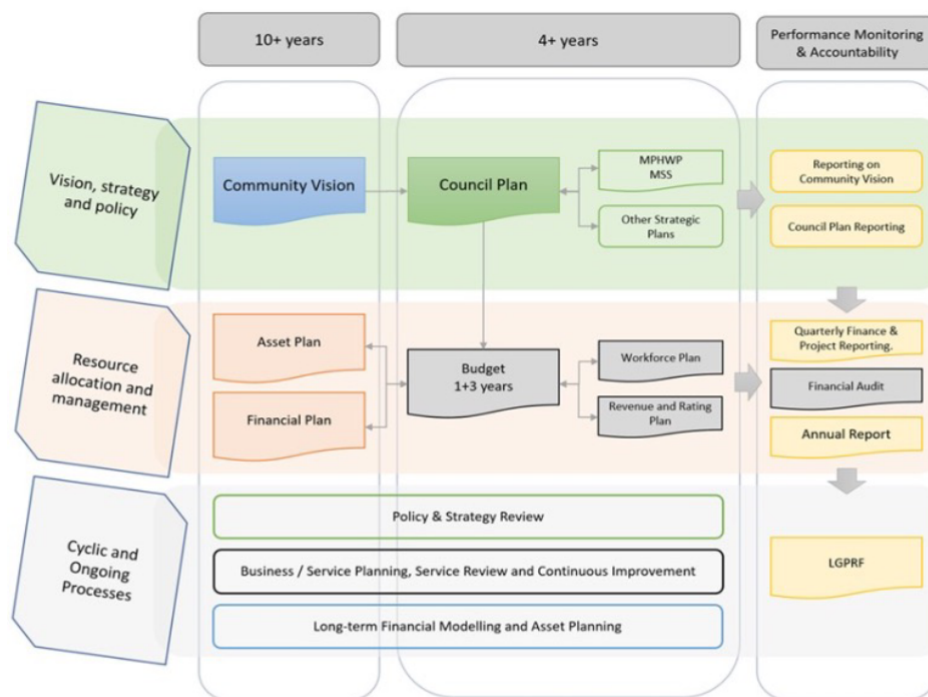 10+ years
4+ years
Performance Monitoring
& Accountability
Vision, strategy
and policy
Community Vision
Council Plan
MPHWP
MSS
Other Strategic
Plans
Reporting on
Community Vision
Council Plan Reporting
Resource
allocation and
management
Asset Plan
Financial Plan
Budget
1+3 years
Workforce Plan
Revenue and Rating
Plan
Quarterly Finance &
Project Reporting.
Financial Audit
Annual Report
Cyclic and
Ongoing
Processes
Policy & Strategy Review
Business / Service Planning, Service Review and Continuous Improvement
Long-term Financial Modelling and Asset Planning
LGPRF